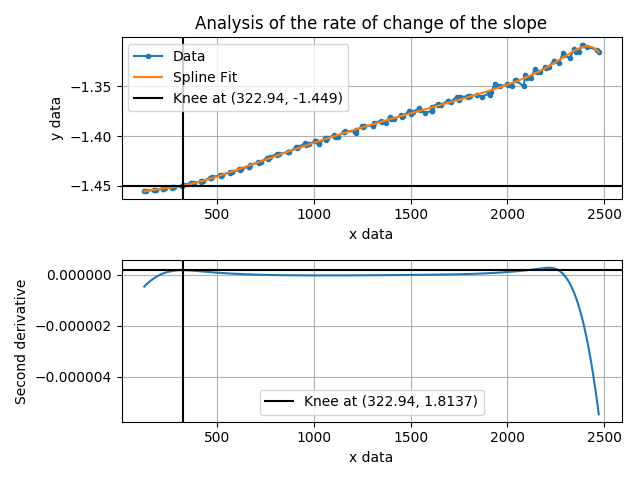 Analysis of the rate of change of the slope
Data
Spline Fit
Knee at (322.94, -1.449)
y data
−1.35
−1.40
−1.45
500 1000 1500 2000 2500
x data
Second derivative
0.000000
−0.000002
−0.000004
Knee at (322.94, 1.8137)
500 1000 1500 2000 2500
x data